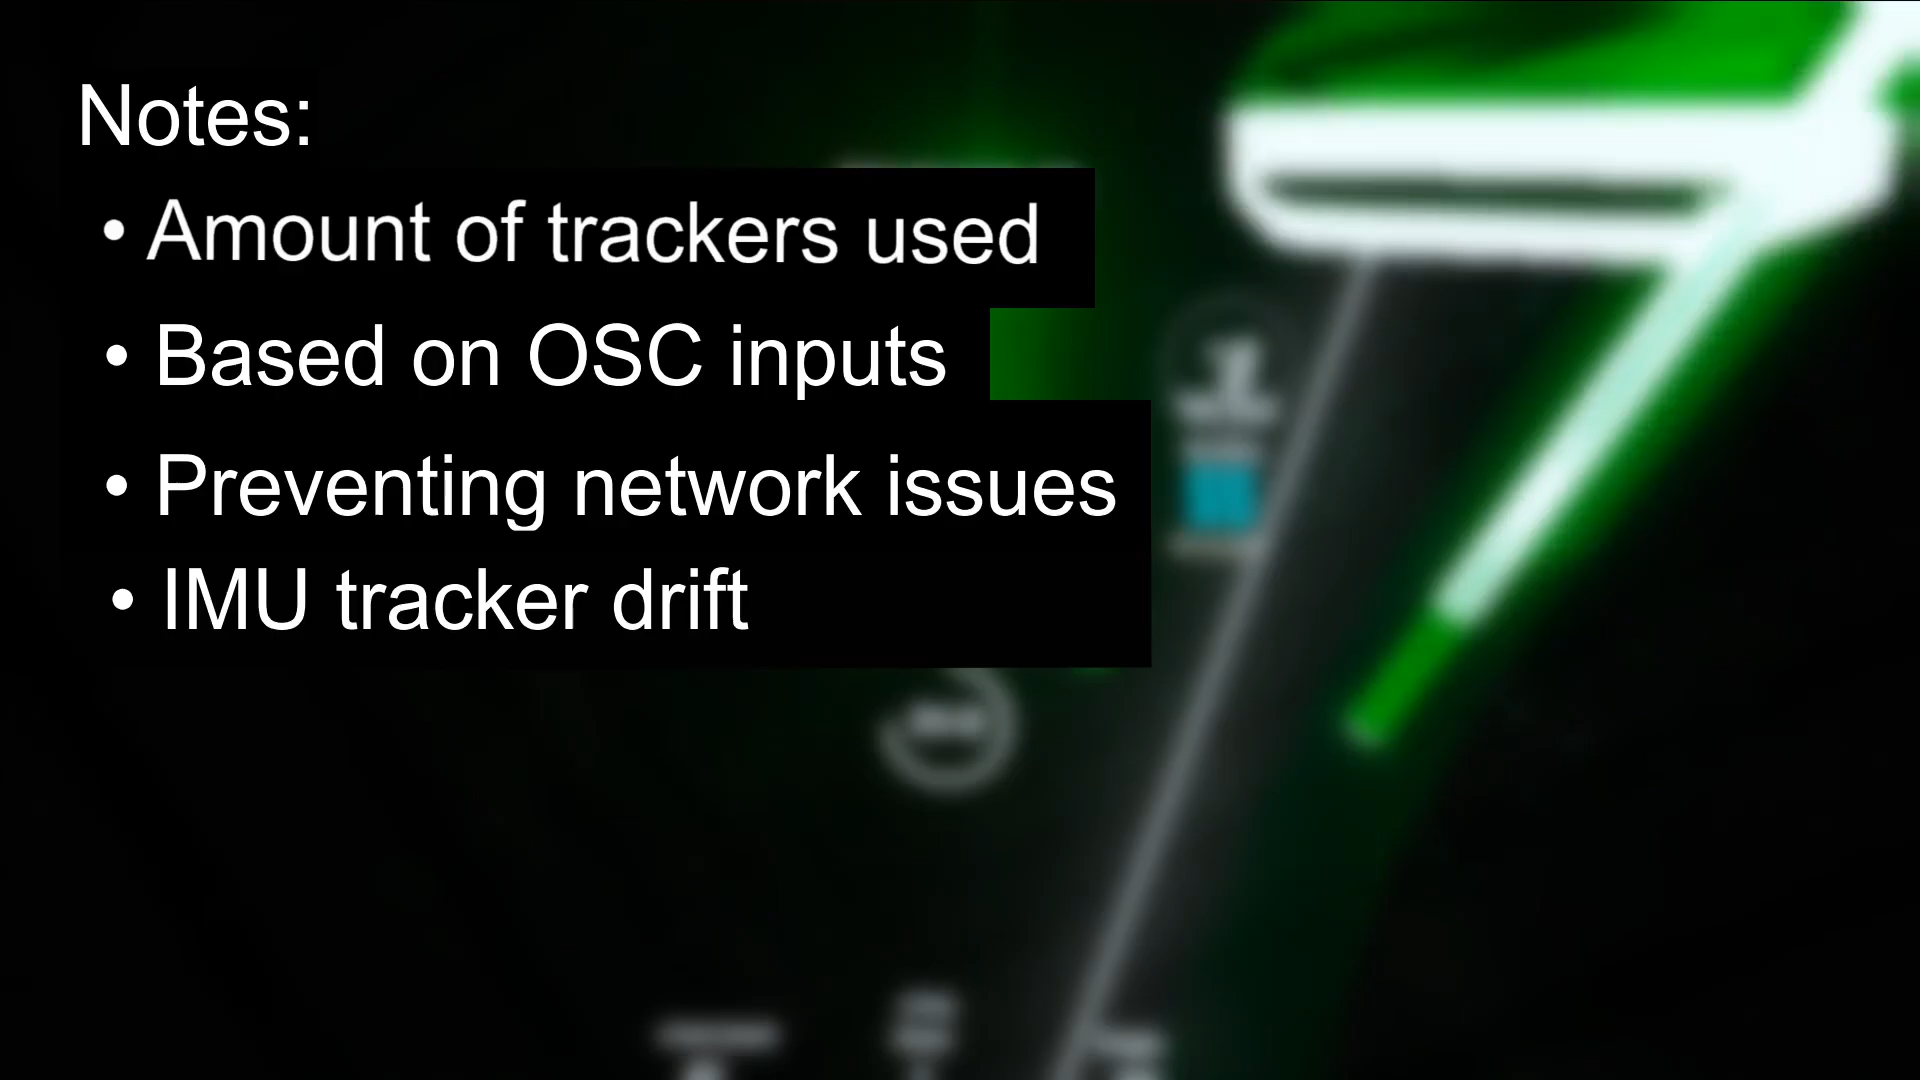 Notes:
• Amount of trackers used
• Based on OSC inputs
• Preventing network issues
• IMU tracker drift